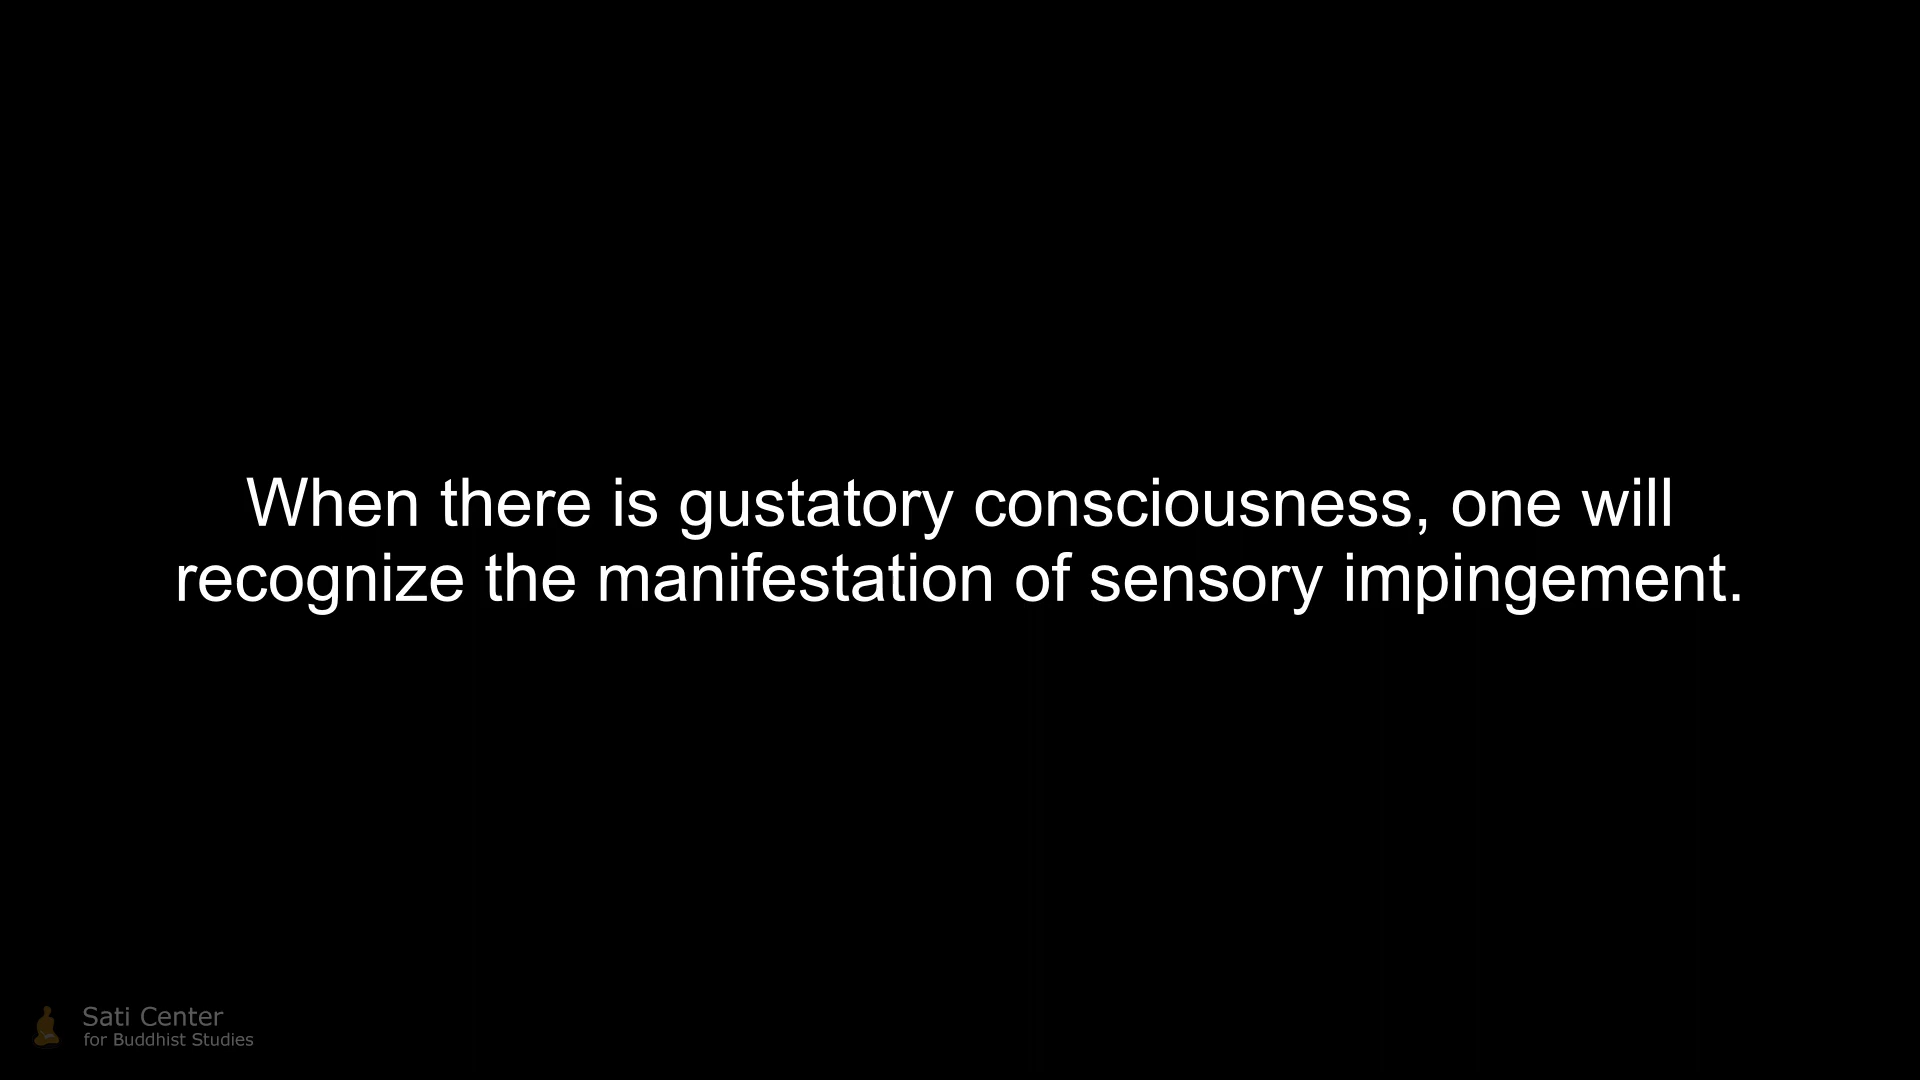 When there is gustatory consciousness, one will
recognize the manifestation of sensory impingement.
Sati Center
for Buddhist Studies